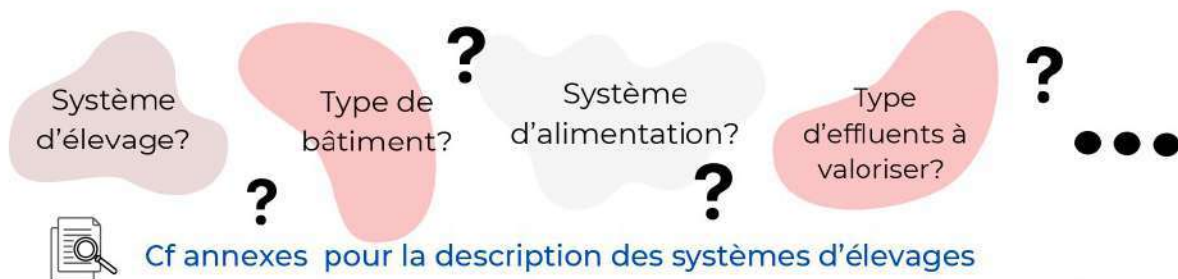 Système
d'élevage?
?
Type de
bâtiment?
?
Système
d'alimentation?
?
Type
d'effluents à
valoriser?
?
...
Cf annexes pour la description des systèmes d'élevages